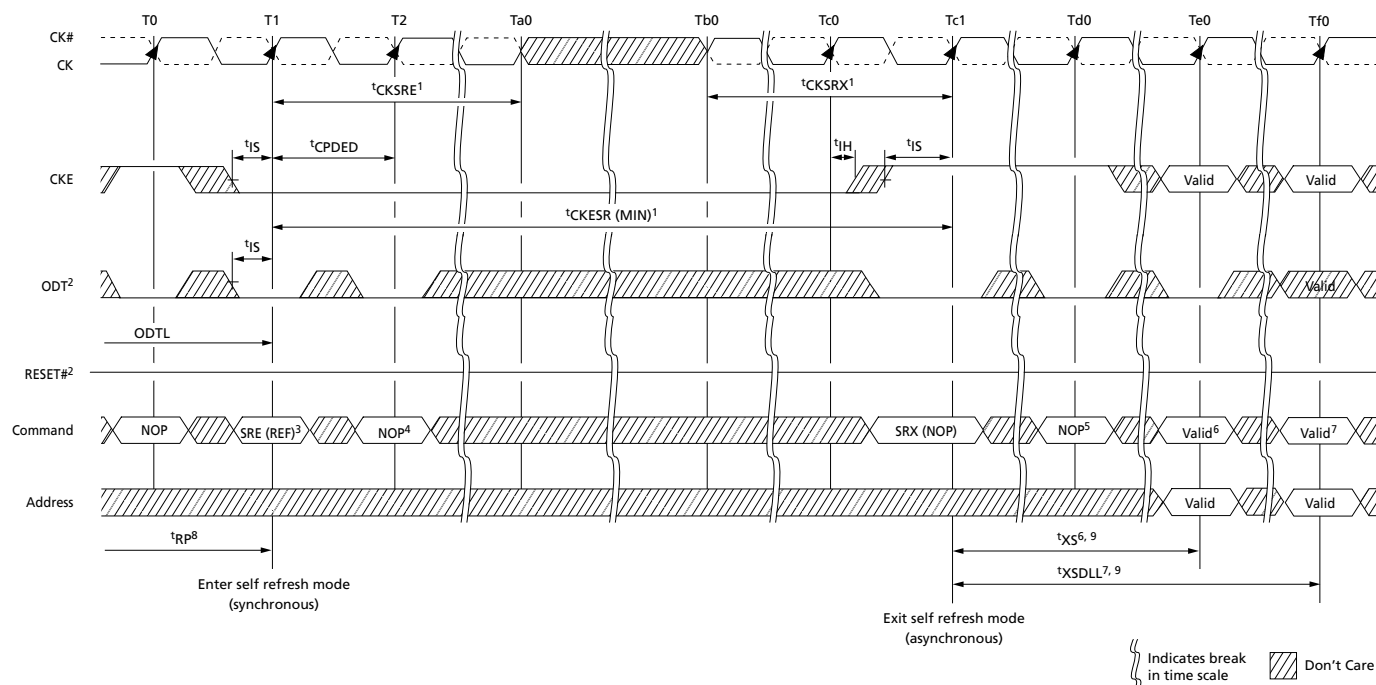 T0 T1 T2 Ta0 Tb0 Tc0 Tc1 Td0 Te0 Tf0
CK#
CK
tCKSRE1 tCKSRX1
tIS tCPDED tIH tIS
CKE Valid Valid
tCKESR (MIN)1
tIS
ODT2 Valid
ODTL
RESET#2
Command NOP SRE (REF)3 NOP4 SRX (NOP) NOP5 Valid6 Valid7
Address Valid Valid
tRP8 tXS6, 9
tXSDLL7, 9
Enter self refresh mode
(synchronous)
Exit self refresh mode
(asynchronous)
Indicates break
in time scale
Don't Care